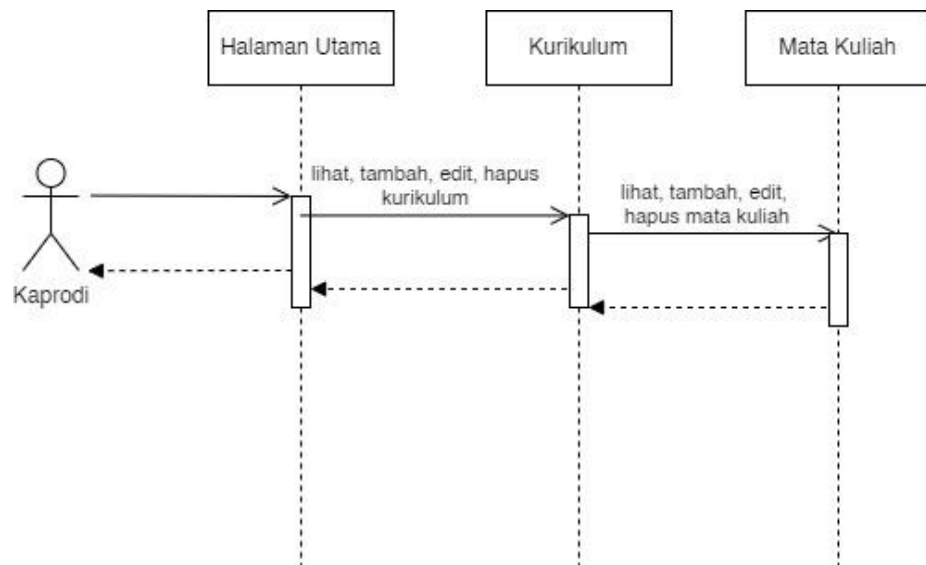 Halaman Utama
Kurikulum
Mata Kuliah
lihat, tambah, edit, hapus
kurikulum
lihat, tambah, edit,
hapus mata kuliah
Kaprodi